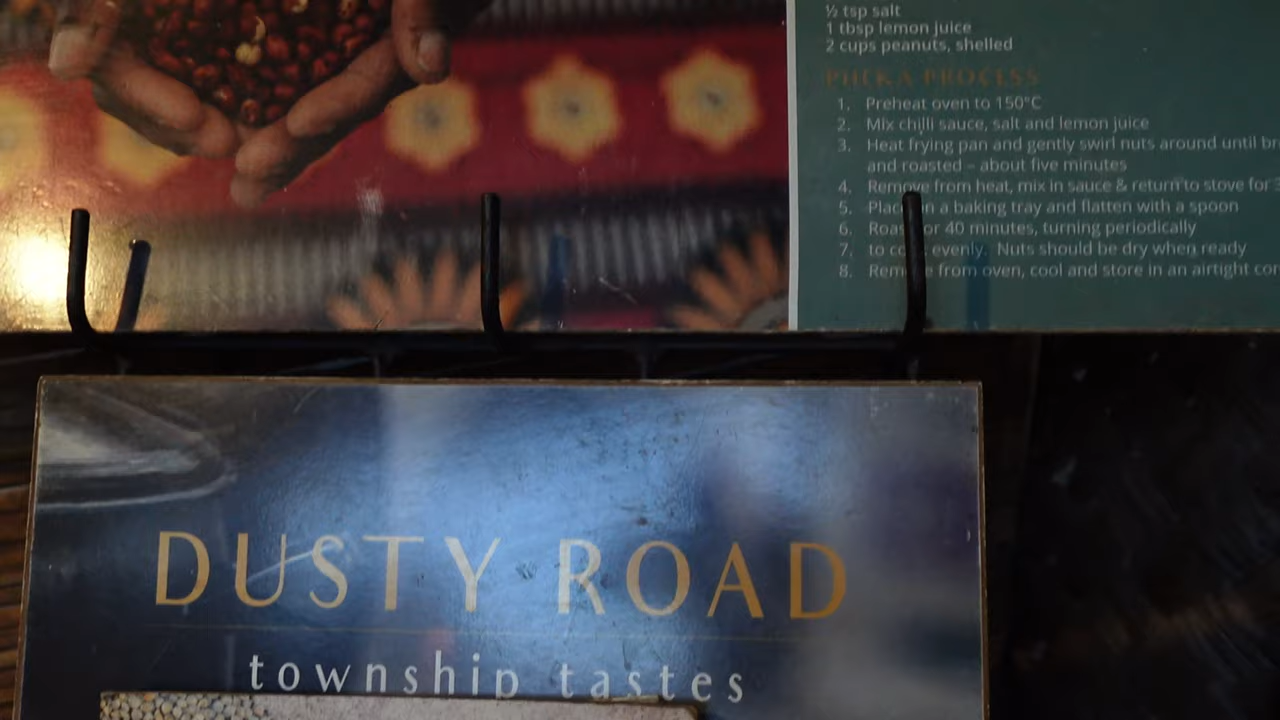 ½ tsp salt
1 tbsp lemon juice
2 cups peanuts, shelled
PHEKA PROCESS
1. Preheat oven to 150°C
2. Mix chilli sauce, salt and lemon juice
3. Heat frying pan and gently swirl nuts around until
and roasted – about five minutes
4. Remove from heat, mix in sauce & return to stove for
5. Place on a baking tray and flatten with a spoon
6. Roast for 40 minutes, turning periodically
7. to cook evenly. Nuts should be dry when ready
8. Remove from oven, cool and store in an airtight
DUSTY ROAD
township tastes